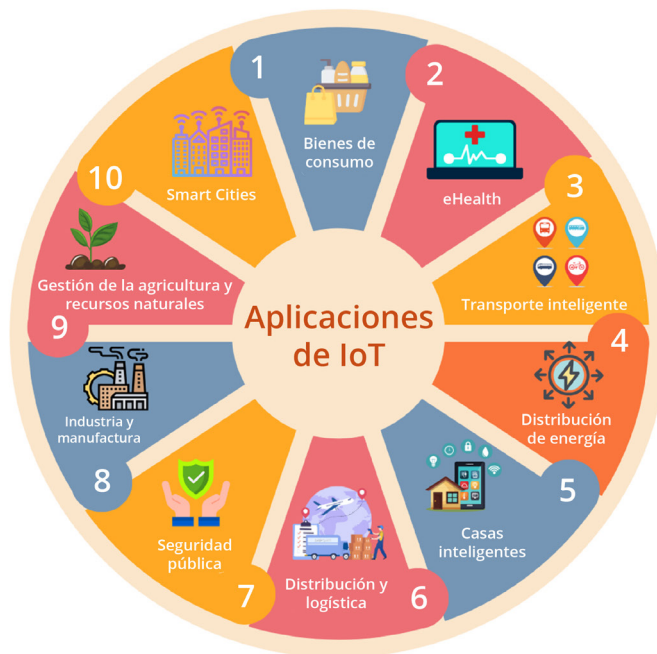 Aplicaciones
de IoT
1
Bienes de
consumo
2
eHealth
3
Transporte inteligente
4
Distribución
de energía
5
Casas
inteligentes
6
Distribución y
logística
7
Seguridad
pública
8
Industria y
manufactura
9
Gestión de la agricultura y
recursos naturales
10
Smart Cities